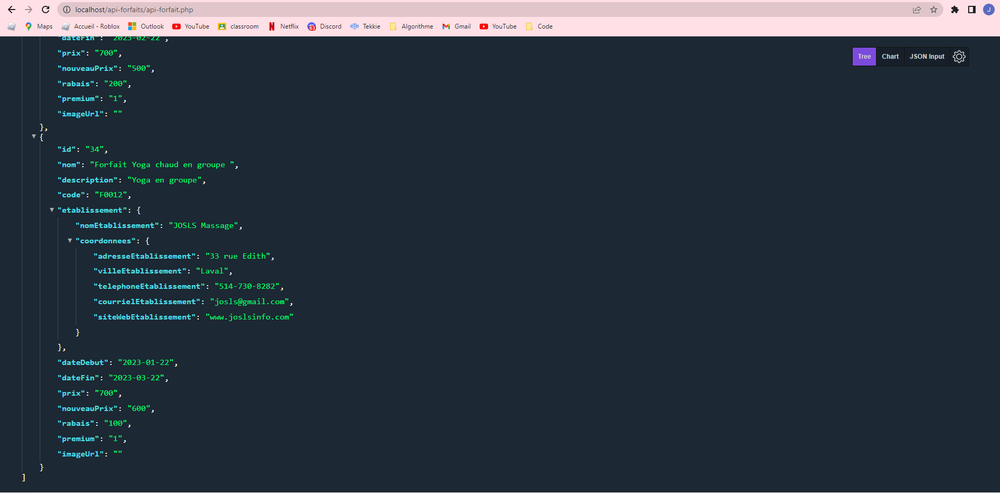 localhost/api-forfaits/api-forfait.php
J
Maps Accueil - Roblox Outlook YouTube classroom Netflix 63 Discord eTe Tekkie Algorithme Gmail YouTube Code
"dateFin": "2023-02-22",
"prix": "700",
Tree Chart JSON Input
"nouveauPrix": "500",
"rabais": "200",
"premium": "1",
"imageUrl": ""
},
{
"id": "34",
"nom": "Forfait Yoga chaud en groupe ",
"description": "Yoga en groupe",
"code": "F0012",
"etablissement": {
"nomEtablissement": "JOSLS Massage",
"coordonnees": {
"adresseEtablissement": "33 rue Edith",
"villeEtablissement": "Laval",
"telephoneEtablissement": "514-730-8282",
"courrielEtablissement": "josls@gmail.com",
"siteWebEtablissement": "www.joslsinfo.com"
}
},
"dateDebut": "2023-01-22",
"dateFin": "2023-03-22",
"prix": "700",
"nouveauPrix": "600",
"rabais": "100",
"premium": "1",
"imageUrl": ""
}
]